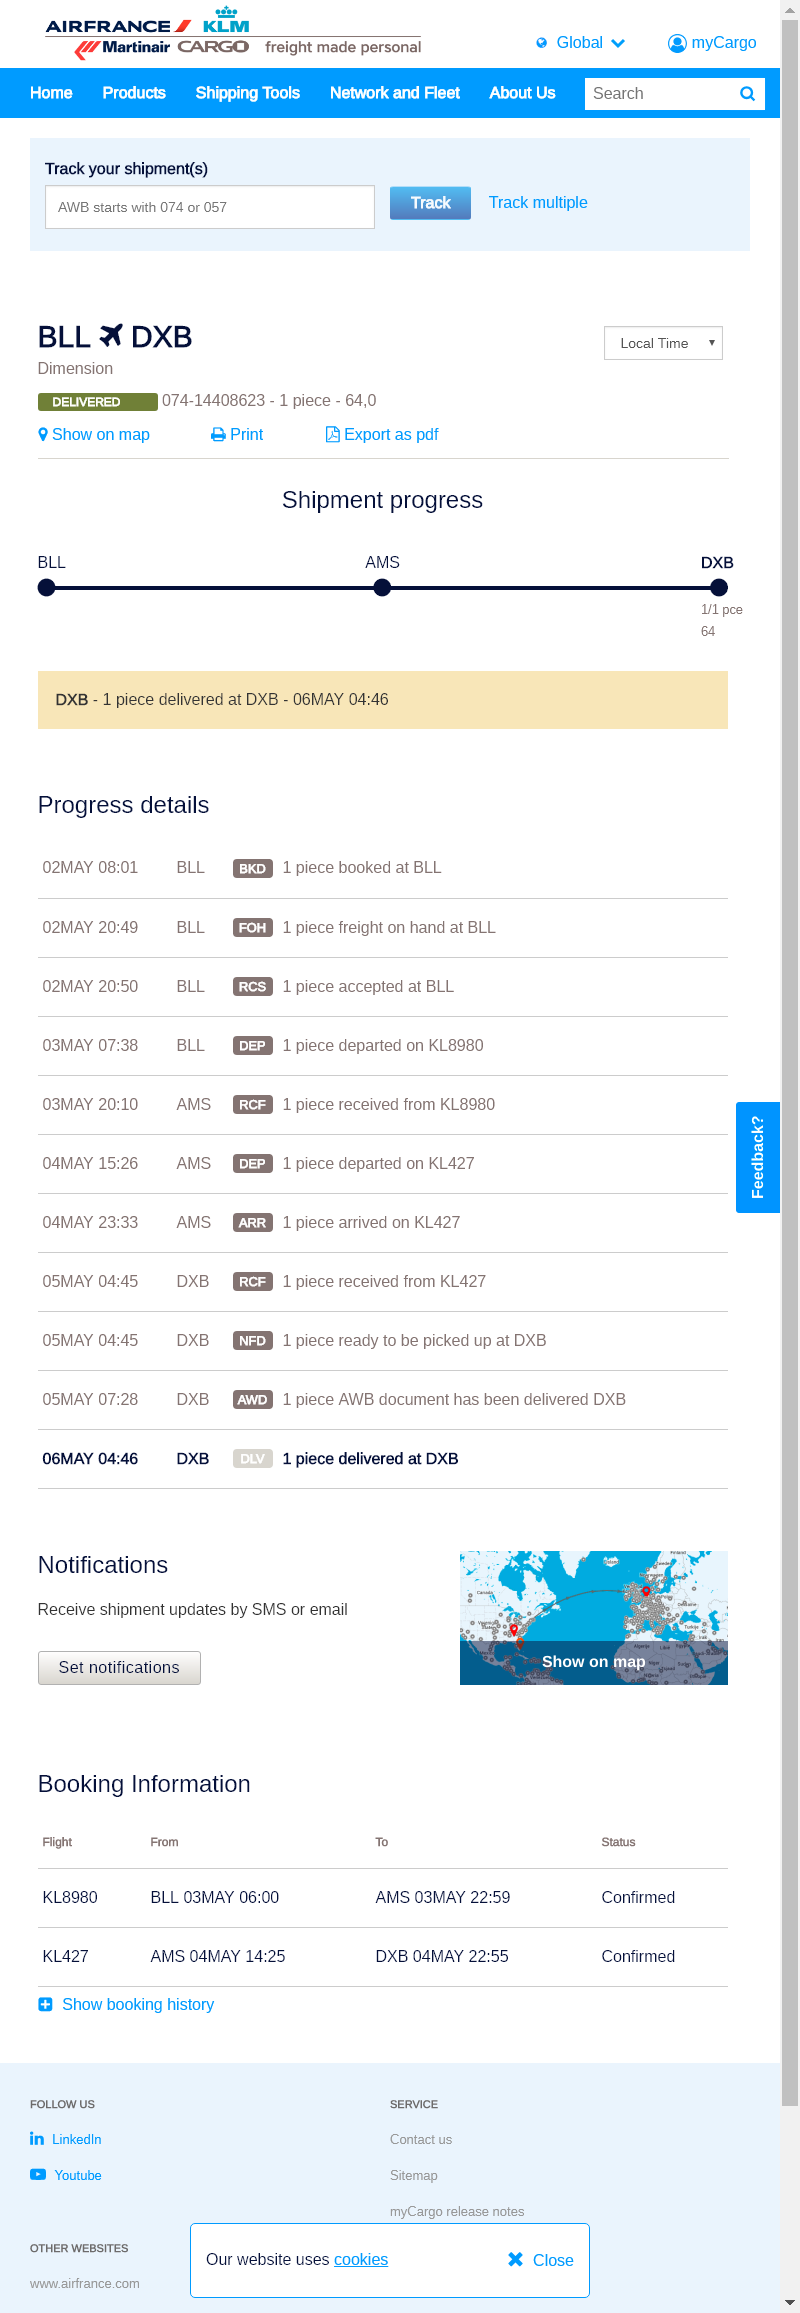 AIRFRANCE KLM
Martinair CARGO freight made personal
Global myCargo
Home Products Shipping Tools Network and Fleet About Us Search
Track your shipment(s)
AWB starts with 074 or 057 Track Track multiple
BLL DXB Local Time
Dimension
DELIVERED 074-14408623 - 1 piece - 64,0
Show on map Print Export as pdf
Shipment progress
BLL AMS DXB
1/1 pce
64
DXB - 1 piece delivered at DXB - 06MAY 04:46
Progress details
02MAY 08:01 BLL BKD 1 piece booked at BLL
02MAY 20:49 BLL FOH 1 piece freight on hand at BLL
02MAY 20:50 BLL RCS 1 piece accepted at BLL
03MAY 07:38 BLL DEP 1 piece departed on KL8980
03MAY 20:10 AMS RCF 1 piece received from KL8980
04MAY 15:26 AMS DEP 1 piece departed on KL427
Feedback?
04MAY 23:33 AMS ARR 1 piece arrived on KL427
05MAY 04:45 DXB RCF 1 piece received from KL427
05MAY 04:45 DXB NFD 1 piece ready to be picked up at DXB
05MAY 07:28 DXB AWD 1 piece AWB document has been delivered DXB
06MAY 04:46 DXB DLV 1 piece delivered at DXB
Notifications
Receive shipment updates by SMS or email
Set notifications
Show on map
Booking Information
Flight From To Status
KL8980 BLL 03MAY 06:00 AMS 03MAY 22:59 Confirmed
KL427 AMS 04MAY 14:25 DXB 04MAY 22:55 Confirmed
Show booking history
FOLLOW US SERVICE
LinkedIn Contact us
Youtube Sitemap
myCargo release notes
OTHER WEBSITES
Our website uses cookies Close
www.airfrance.com